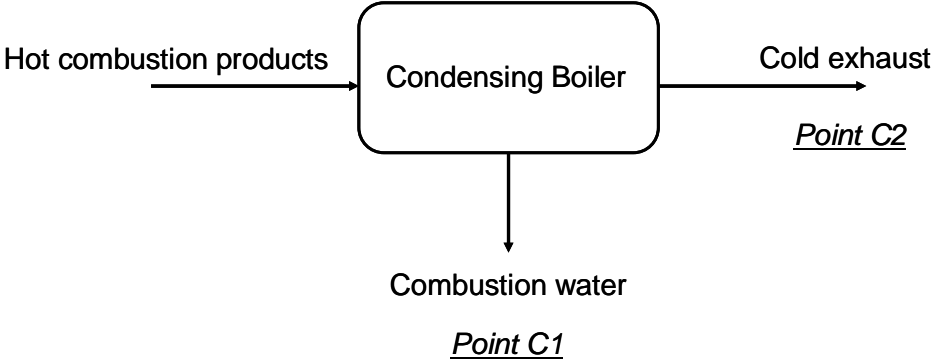 Hot combustion products
Condensing Boiler
Cold exhaust
Point C2
Combustion water
Point C1